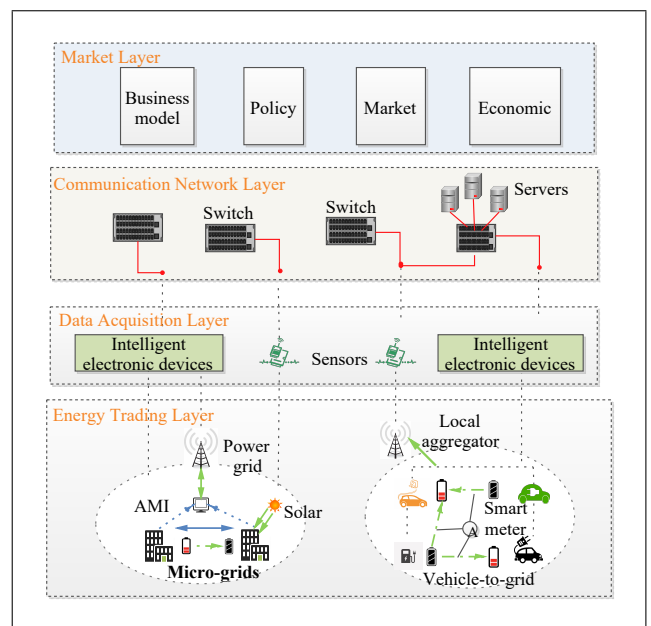 Market Layer
Business
model
Policy
Market
Economic
Communication Network Layer
Switch
Switch
Servers
Data Acquisition Layer
Intelligent
electronic devices
Sensors
Intelligent
electronic devices
Energy Trading Layer
Power
grid
Local
aggregator
AMI
Solar
Smart
meter
A
Micro-grids
Vehicle-to-grid